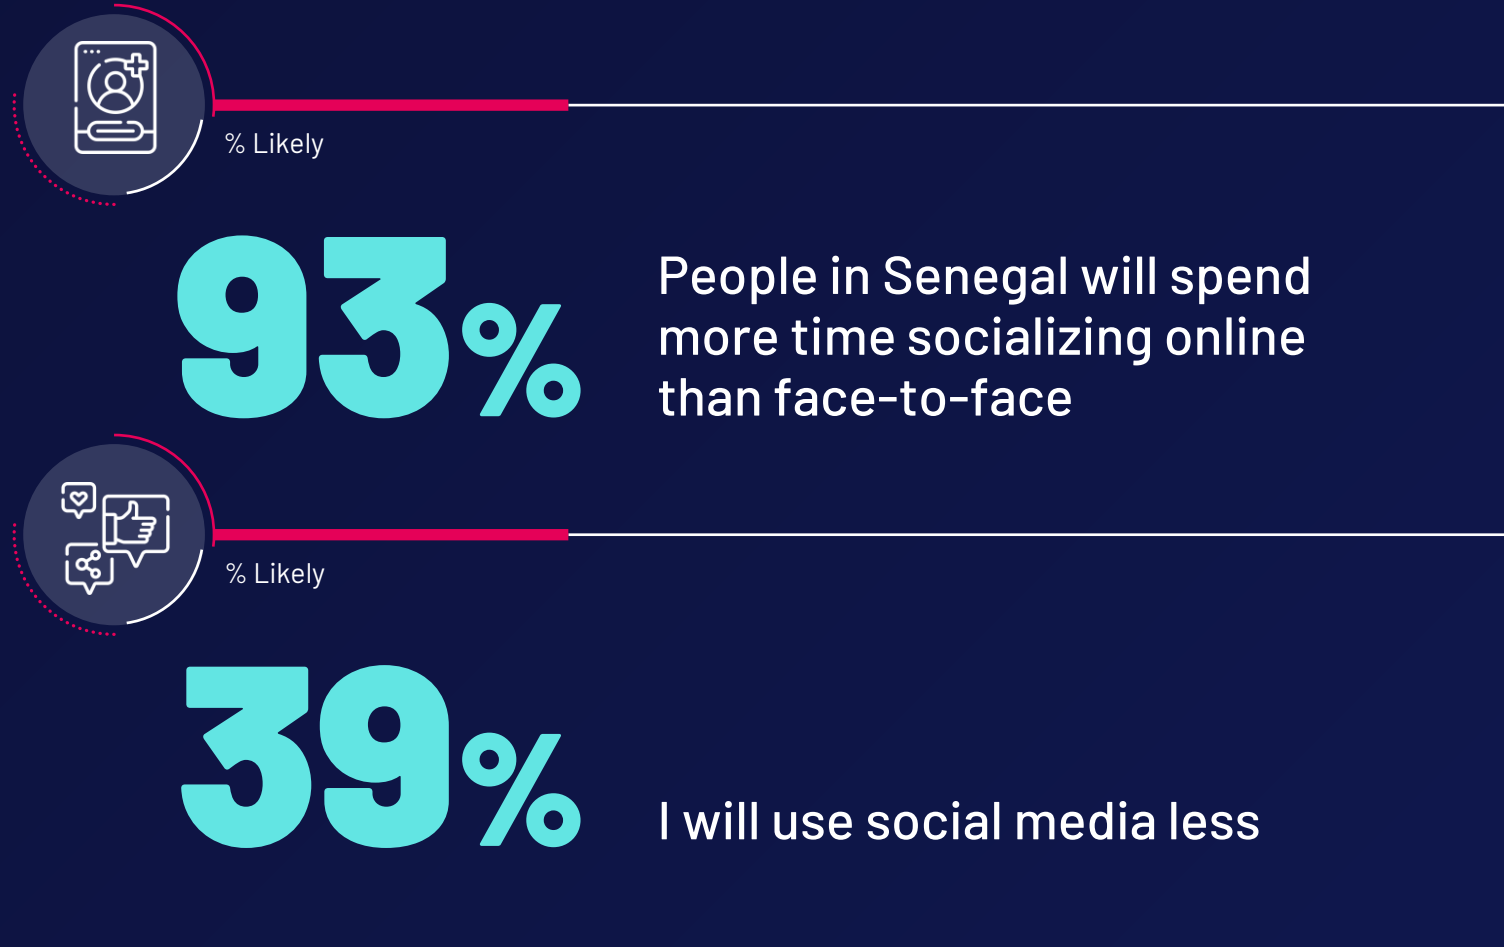 % Likely
93%
People in Senegal will spend
more time socializing online
than face-to-face
% Likely
39%
I will use social media less